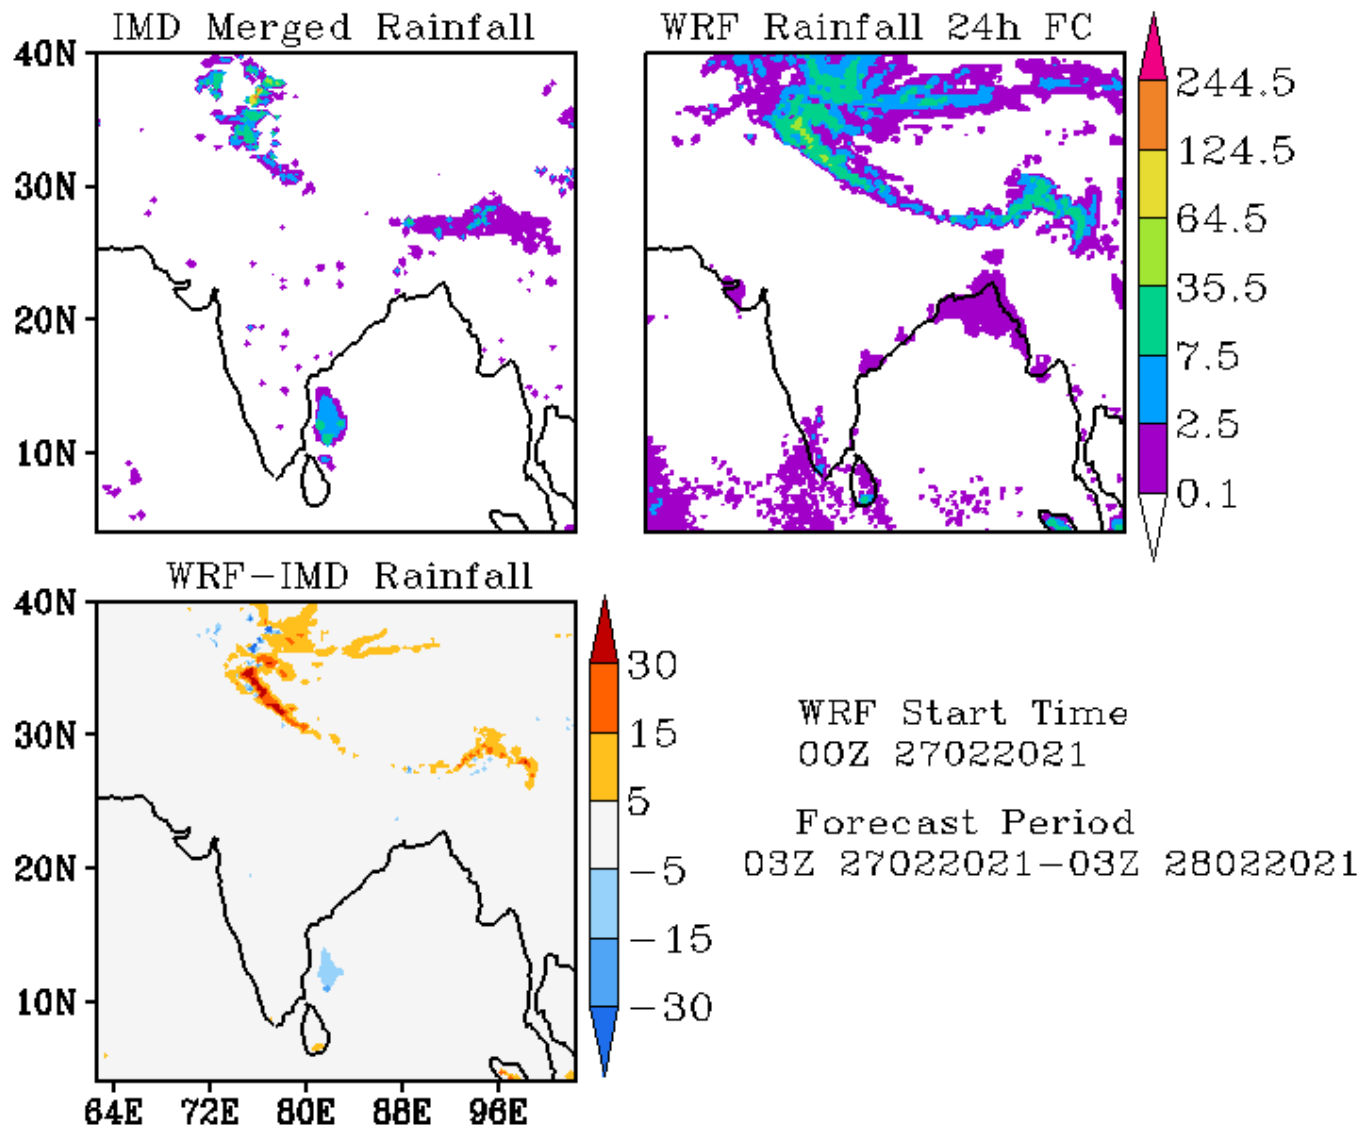 IMD Merged Rainfall
WRF Rainfall 24h FC
40N
30N
20N
10N
244.5
124.5
64.5
35.5
7.5
2.5
0.1
WRF-IMD Rainfall
40N
30N
20N
10N
64E 72E 80E 88E 96E
30
15
5
-5
-15
-30
WRF Start Time
00Z 27022021
Forecast Period
03Z 27022021-03Z 28022021